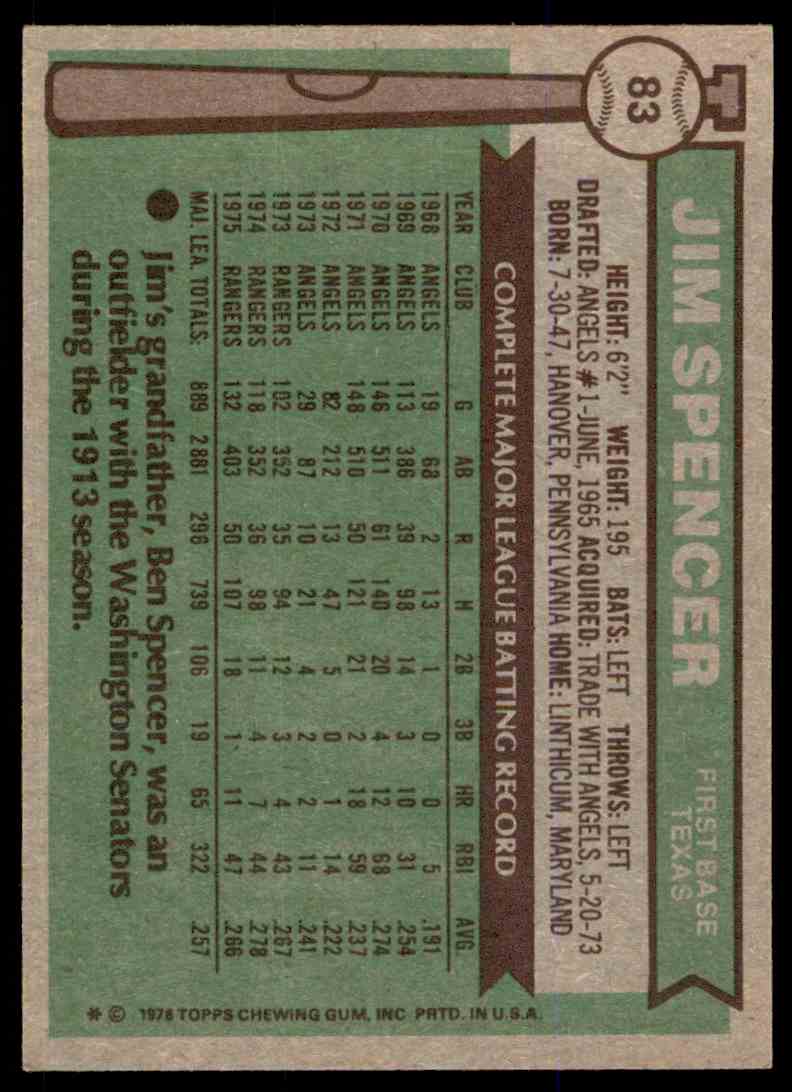 83
JIM SPENCER
FIRST BASE
TEXAS
HEIGHT: 6'2" WEIGHT: 195 BATS: LEFT THROWS: LEFT
DRAFTED: ANGELS #1-JUNE, 1965 ACQUIRED: TRADE WITH ANGELS, 5-20-73
BORN: 7-30-47, HANOVER, PENNSYLVANIA HOME: LINTHICUM, MARYLAND
COMPLETE MAJOR LEAGUE BATTING RECORD
YEAR CLUB G AB R H 2B 3B HR RBI AVG.
1968 ANGELS 19 68 2 13 1 0 0 5 .191
1969 ANGELS 113 386 39 98 14 3 10 31 .254
1970 ANGELS 146 511 61 140 20 4 12 68 .274
1971 ANGELS 148 510 50 121 21 2 18 59 .237
1972 ANGELS 82 212 13 47 5 0 1 14 .222
1973 ANGELS 29 87 10 21 4 2 2 11 .241
1973 RANGERS 102 352 35 94 12 3 4 43 .267
1974 RANGERS 118 352 36 98 11 4 7 44 .278
1975 RANGERS 132 403 50 107 18 1 11 47 .266
MAJ. LEA. TOTALS: 889 2881 296 739 106 19 65 322 .257
Jim's grandfather, Ben Spencer, was an
outfielder with the Washington Senators
during the 1913 season.
* © 1976 TOPPS CHEWING GUM, INC PRTD. IN U.S.A.